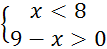 x < 8
9 − x > 0